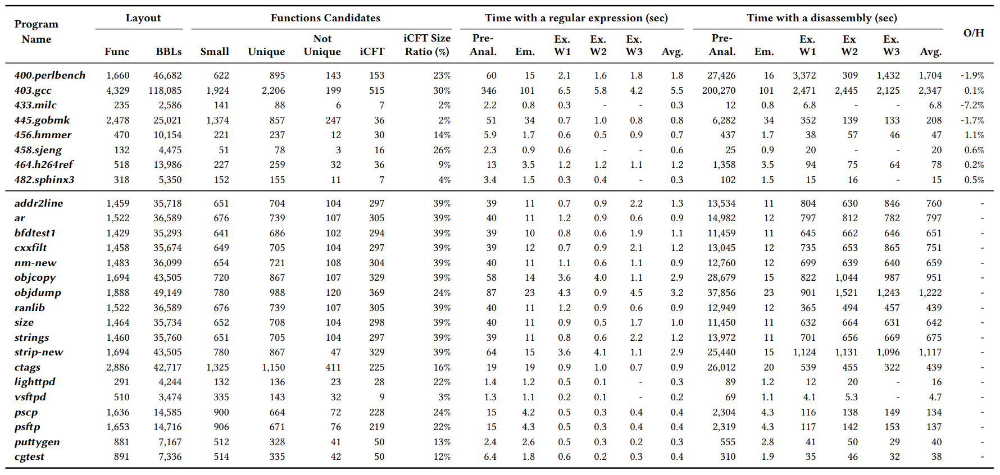 Program Name Layout Functions Candidates Time with a regular expression (sec) Time with a disassembly (sec) O/H
Func BBLs Small Unique Not Unique iCFT iCFT Size Ratio (%) Pre-Anal. Em. Ex. W1 Ex. W2 Ex. W3 Avg. Pre-Anal. Em. Ex. W1 Ex W2 Ex. W3 Avg.
400.perlbench 1,660 46,682 622 895 143 153 23% 60 15 2.1 1.6 1.8 1.8 27,426 16 3,372 309 1,432 1,704 -1.9%
403.gcc 4,329 118,085 1,924 2,206 199 515 30% 346 101 6.5 5.8 4.2 5.5 200,270 101 2,471 2,445 2,125 2,347 0.1%
433.milc 235 2,586 141 88 6 7 2% 2.2 0.8 0.3 - - 0.3 12 0.8 6.8 - - 6.8 -7.2%
445.gobmk 2,478 25,021 1,374 857 247 36 2% 51 34 0.7 1.0 0.8 0.8 6,282 34 352 139 133 208 -1.7%
456.hmmer 470 10,154 221 237 12 30 14% 5.9 1.7 0.6 0.5 0.9 0.7 437 1.7 38 57 46 47 1.1%
458.sjeng 132 4,475 51 78 3 16 26% 2.3 0.9 0.6 - - 0.6 25 0.9 20 - - 20 0.6%
464.h264ref 518 13,986 227 259 32 36 9% 13 3.5 1.2 1.2 1.1 1.2 1,358 3.5 94 75 64 78 0.2%
482.sphinx3 318 5,350 152 155 11 7 4% 3.4 1.5 0.3 0.4 - 0.3 102 1.5 15 16 - 15 0.5%
addr2line 1,459 35,718 651 704 104 297 39% 39 11 0.7 0.9 2.2 1.3 13,534 11 804 630 846 760 -
ar 1,522 36,589 676 739 107 305 39% 40 11 1.2 0.9 0.6 0.9 14,982 12 797 812 782 797 -
bfdtest1 1,429 35,293 641 686 102 294 39% 39 10 0.8 0.6 1.9 1.1 11,459 11 645 662 646 651 -
cxxfilt 1,458 35,674 649 705 104 297 39% 39 12 0.7 0.9 2.1 1.2 13,045 12 735 653 865 751 -
nm-new 1,483 36,099 654 721 108 304 39% 40 11 1.1 0.6 1.1 0.9 12,760 12 699 639 640 659 -
objcopy 1,694 43,505 720 867 107 329 39% 58 14 3.6 4.0 1.1 2.9 28,679 15 822 1,044 987 951 -
objdump 1,888 49,149 780 988 120 369 24% 87 23 4.3 0.9 4.5 3.2 37,856 23 901 1,521 1,243 1,222 -
ranlib 1,522 36,589 676 739 107 305 39% 40 11 1.2 0.9 0.6 0.9 12,949 12 365 494 457 439 -
size 1,464 35,734 652 708 104 298 39% 40 11 0.9 0.5 1.7 1.0 11,450 11 632 664 631 642 -
strings 1,460 35,760 651 705 104 297 39% 39 11 0.8 0.6 2.2 1.2 13,972 11 701 656 669 675 -
strip-new 1,694 43,505 780 867 47 329 39% 64 15 3.6 4.1 1.1 2.9 25,440 15 1,124 1,131 1,096 1,117 -
ctags 2,886 42,717 1,325 1,150 411 225 16% 19 19 0.9 1.0 0.7 0.9 26,012 20 539 455 322 439 -
lighttpd 291 4,244 132 136 23 28 22% 1.4 1.2 0.5 0.1 - 0.3 89 1.2 12 20 - 16 -
vsftpd 510 3,474 335 143 32 9 3% 1.3 1.1 0.2 0.1 - 0.2 69 1.1 4.1 5.3 - 4.7 -
pscp 1,636 14,585 900 664 72 228 24% 15 4.2 0.5 0.3 0.4 0.4 2,304 4.3 116 138 149 134 -
psftp 1,653 14,716 906 671 76 219 22% 15 4.3 0.5 0.3 0.4 0.4 2,319 4.3 117 142 153 137 -
puttygen 881 7,167 512 328 41 50 13% 2.4 2.6 0.5 0.3 0.2 0.3 555 2.8 41 50 29 40 -
cgtest 891 7,336 514 335 42 50 12% 6.4 1.8 0.6 0.2 0.3 0.4 310 1.9 35 46 32 38 -